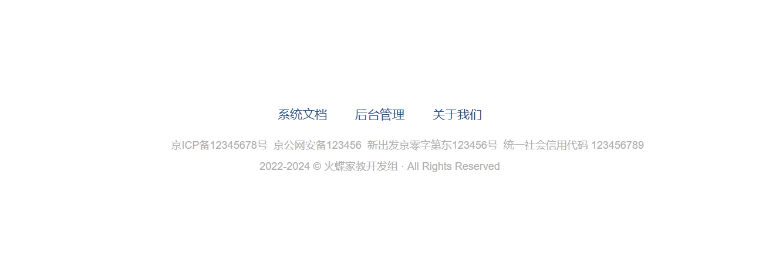 系统文档 后台管理 关于我们
京ICP备12345678号 京公网安备123456 新出发京零字第东123456号 统一社会信用代码 123456789
2022-2024 © 火蝶家教开发组 · All Rights Reserved